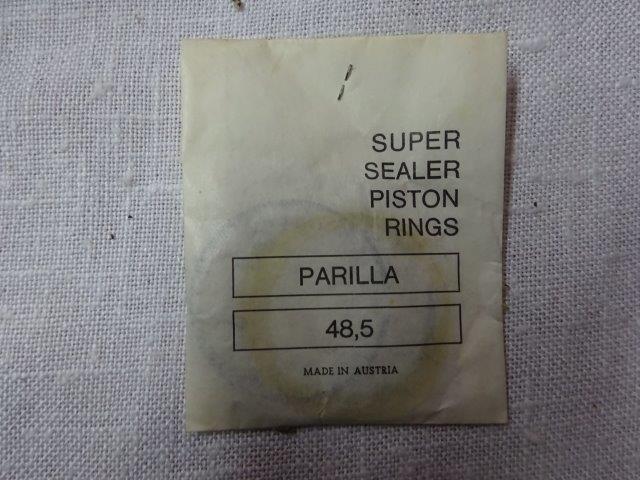 SUPER
SEALER
PISTON
RINGS
PARILLA
48,5
MADE IN AUSTRIA